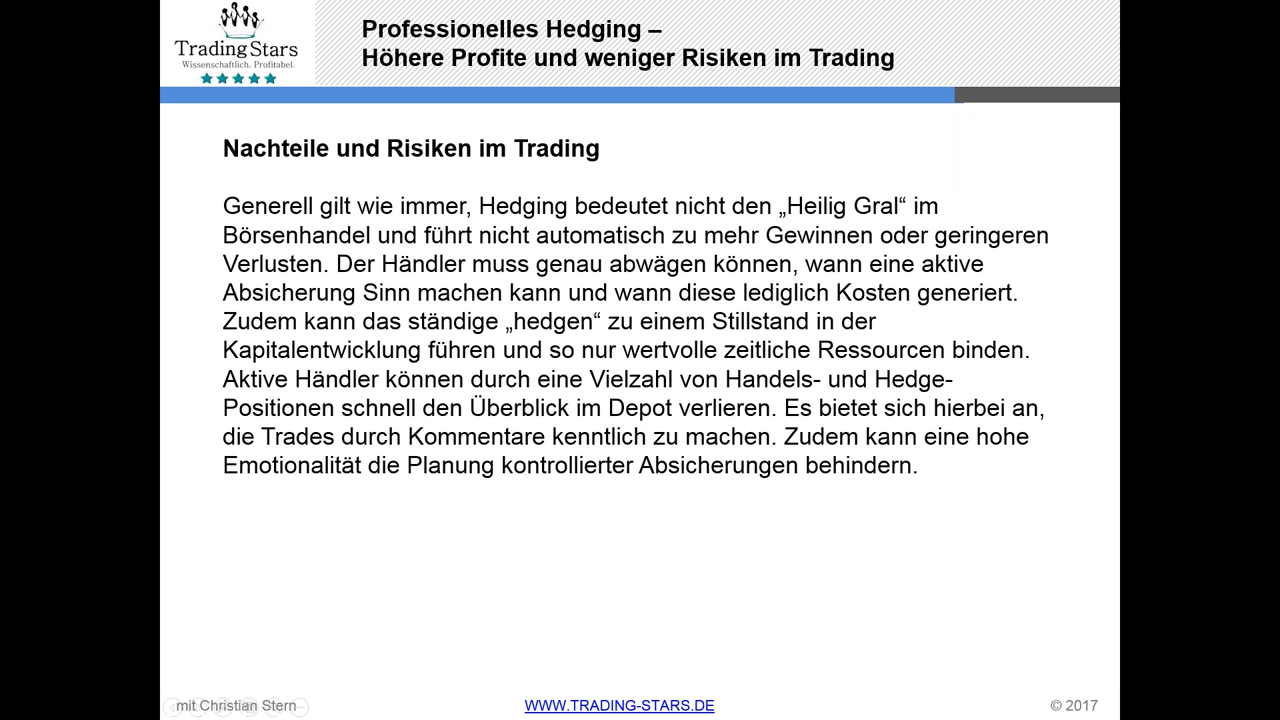 TradingStars
Wissenschaftlich. Profitabel.
Professionelles Hedging –
Höhere Profite und weniger Risiken im Trading
Nachteile und Risiken im Trading
Generell gilt wie immer, Hedging bedeutet nicht den „Heilig Gral“ im
Börsenhandel und führt nicht automatisch zu mehr Gewinnen oder geringeren
Verlusten. Der Händler muss genau abwägen können, wann eine aktive
Absicherung Sinn machen kann und wann diese lediglich Kosten generiert.
Zudem kann das ständige „hedgen“ zu einem Stillstand in der
Kapitalentwicklung führen und so nur wertvolle zeitliche Ressourcen binden.
Aktive Händler können durch eine Vielzahl von Handels- und Hedge-
Positionen schnell den Überblick im Depot verlieren. Es bietet sich hierbei an,
die Trades durch Kommentare kenntlich zu machen. Zudem kann eine hohe
Emotionalität die Planung kontrollierter Absicherungen behindern.
mit Christian Stern
WWW.TRADING-STARS.DE
© 2017